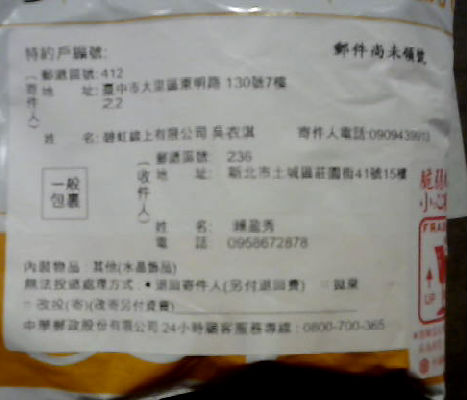 特約戶編號:
郵件尚未領訖
(寄件人)
郵遞區號: 412
地 址: 臺中市大里區東明路 130號7樓
之2
姓 名: 碧虹線上有限公司 吳衣淇 寄件人電話:0909439913
一般
包裹
(收件人)
郵遞區號: 236
地 址: 新北市土城區莊園街41號15樓
姓 名: 賴盈秀
電 話: 0958672878
脆弱
小心
FRA
UP
內裝物品: 其他(水晶飾品)
無法投遞處理方式: ▪退回寄件人(另付退回費) □拋棄
□改投(寄)(改寄另付資費)
中華郵政股份有限公司24小時顧客服務專線: 0800-700-365